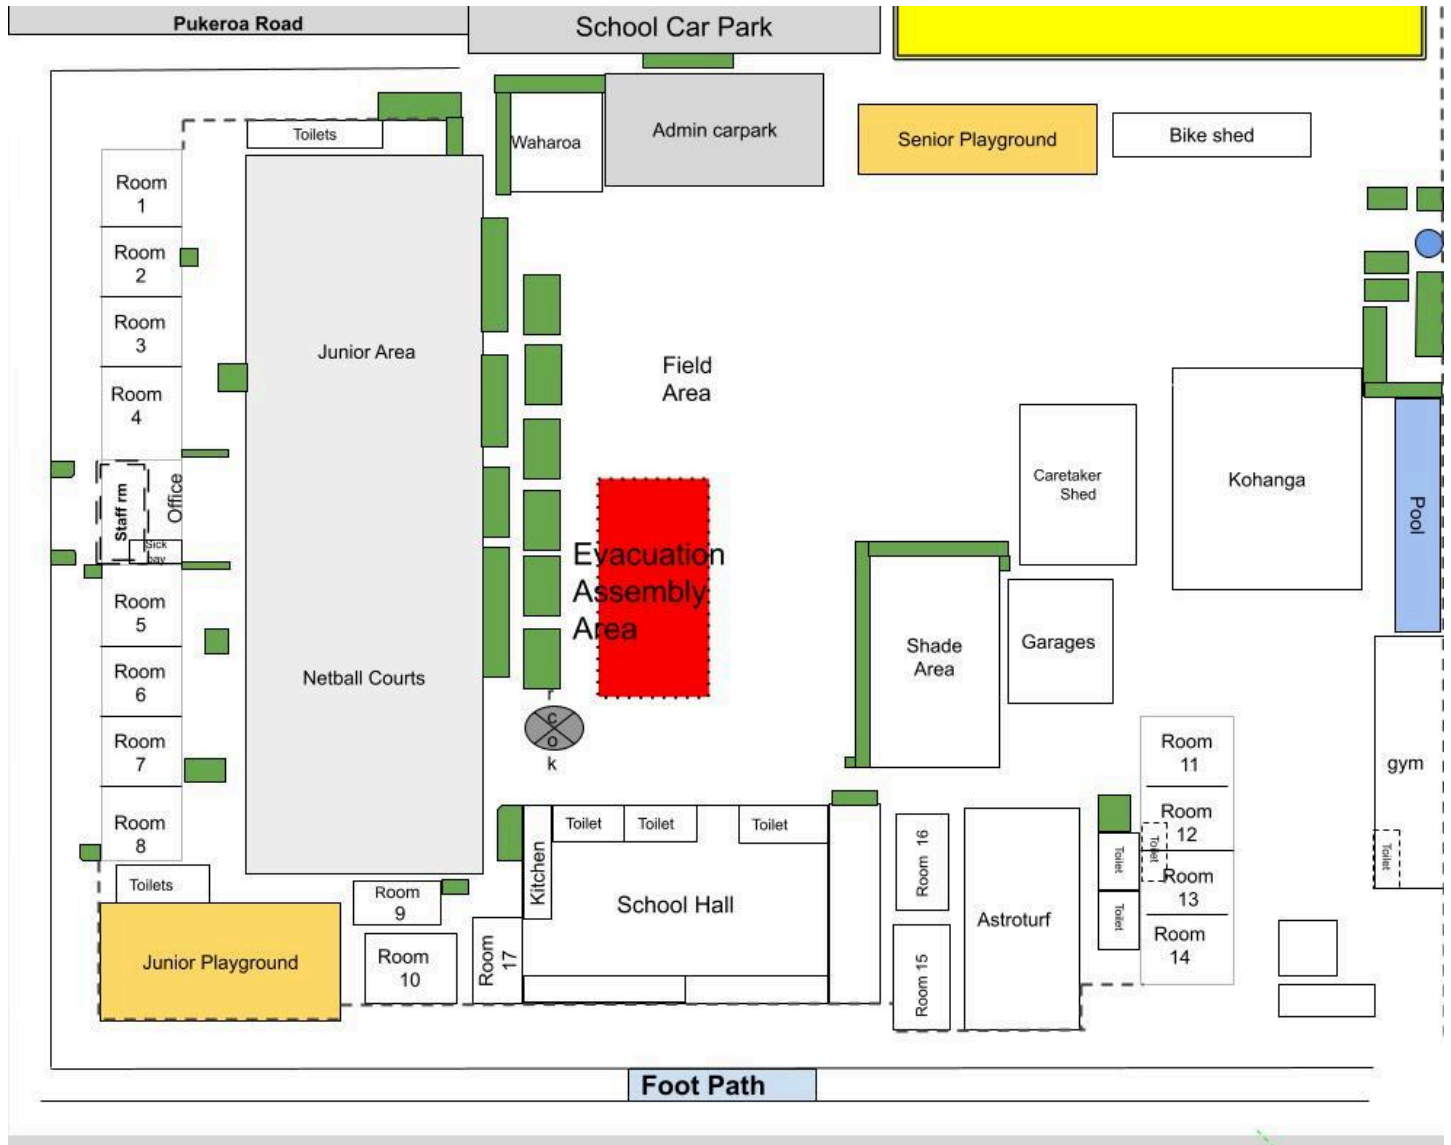 Pukeroa Road
School Car Park
Toilets
Waharoa
Admin carpark
Senior Playground
Bike shed
Room
1
Room
2
Room
3
Room
4
Junior Area
Field
Area
Staff rm
Office
Sick
bay
Caretaker
Shed
Kohanga
Pool
Evacuation
Assembly
Area
Room
5
Room
6
Room
7
Room
8
Netball Courts
Shade
Area
Garages
r
c
o
k
Room
11
Room
12
Room
13
Room
14
gym
Toilet
Toilet
Toilet
Toilet
Kitchen
Toilet
Toilet
Toilet
School Hall
Room 16
Room 15
Astroturf
Toilets
Junior Playground
Room
9
Room
10
Room
17
Foot Path